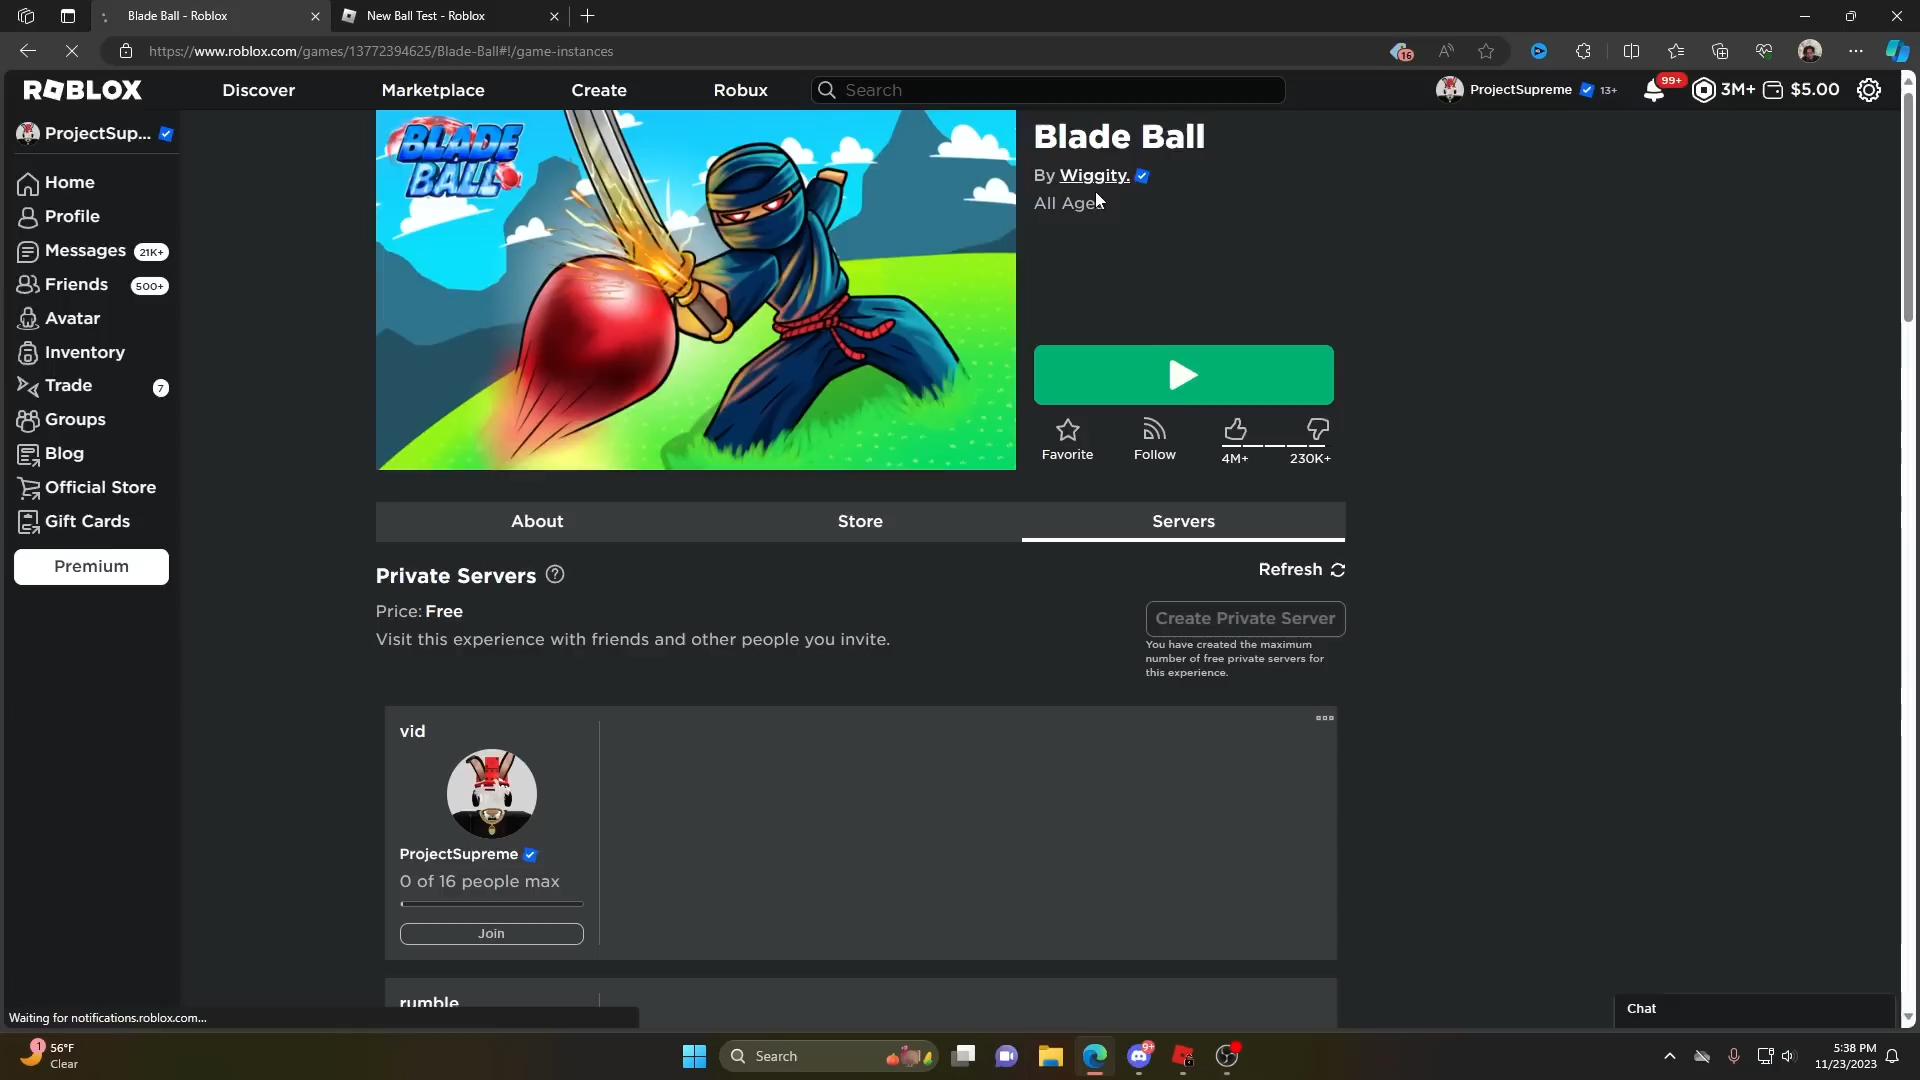 Blade Ball - Roblox
New Ball Test - Roblox
https://www.roblox.com/games/13772394625/Blade-Ball#!/game-instances
16
ROBLOX
Discover
Marketplace
Create
Robux
Search
ProjectSupreme
13+
99+
3M+
$5.00
ProjectSup...
Home
Profile
Messages
21K+
Friends
500+
Avatar
Inventory
Trade
7
Groups
Blog
Official Store
Gift Cards
Premium
BLADE
BALL
Blade Ball
By Wiggity.
All Ages
Favorite
Follow
4M+
230K+
About
Store
Servers
Private Servers
Refresh
Price: Free
Visit this experience with friends and other people you invite.
Create Private Server
You have created the maximum
number of free private servers for
this experience.
vid
ProjectSupreme
0 of 16 people max
Join
rumble
Waiting for notifications.roblox.com...
Chat
1
56°F
Clear
Search
9+
5:38 PM
11/23/2023